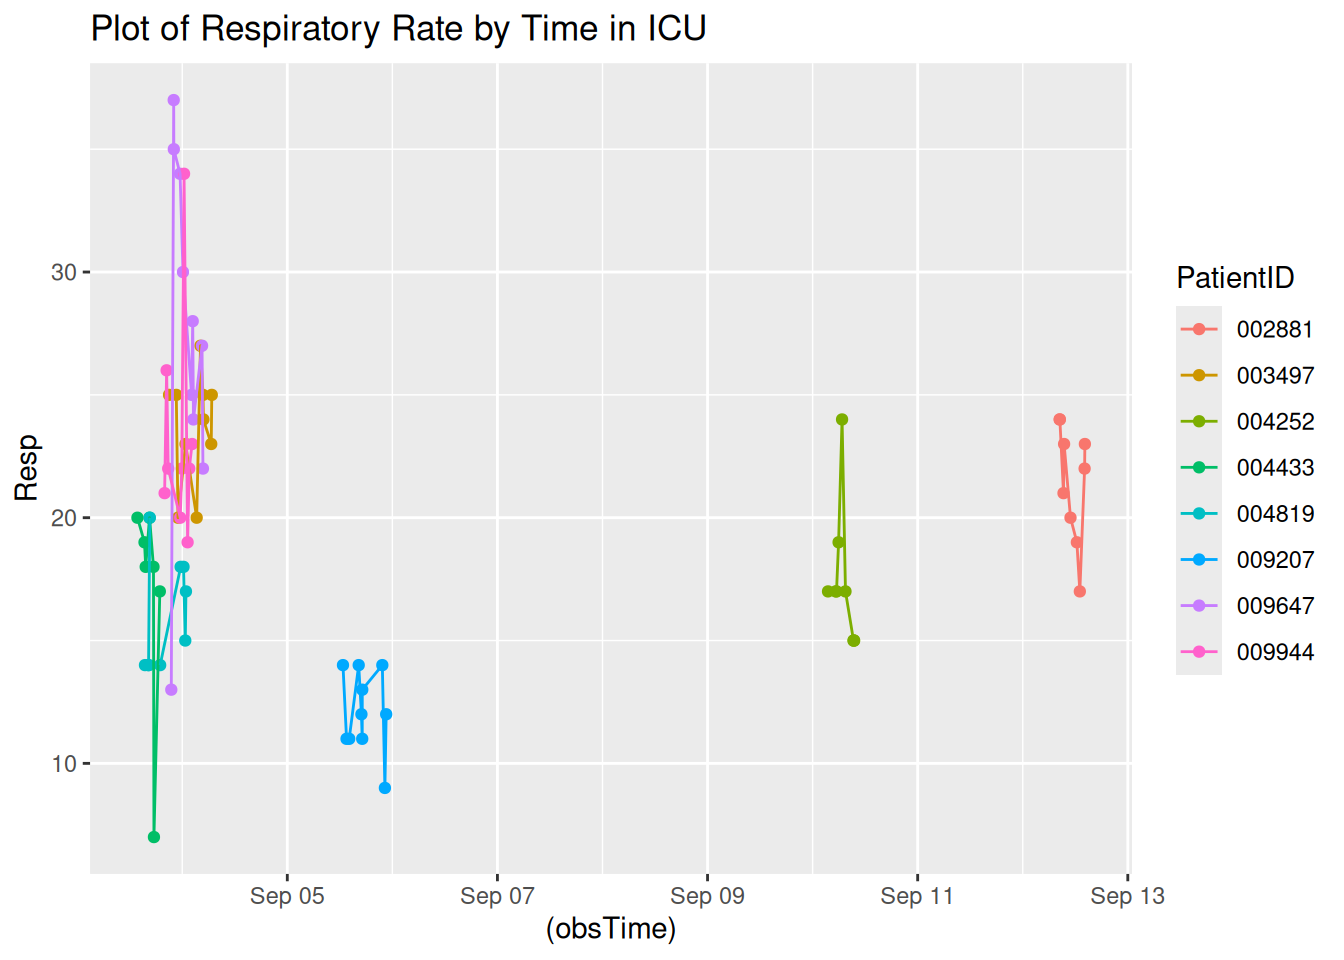 Plot of Respiratory Rate by Time in ICU
Resp
30
20
10
Sep 05 Sep 07 Sep 09 Sep 11 Sep 13
(obsTime)
PatientID
002881
003497
004252
004433
004819
009207
009647
009944